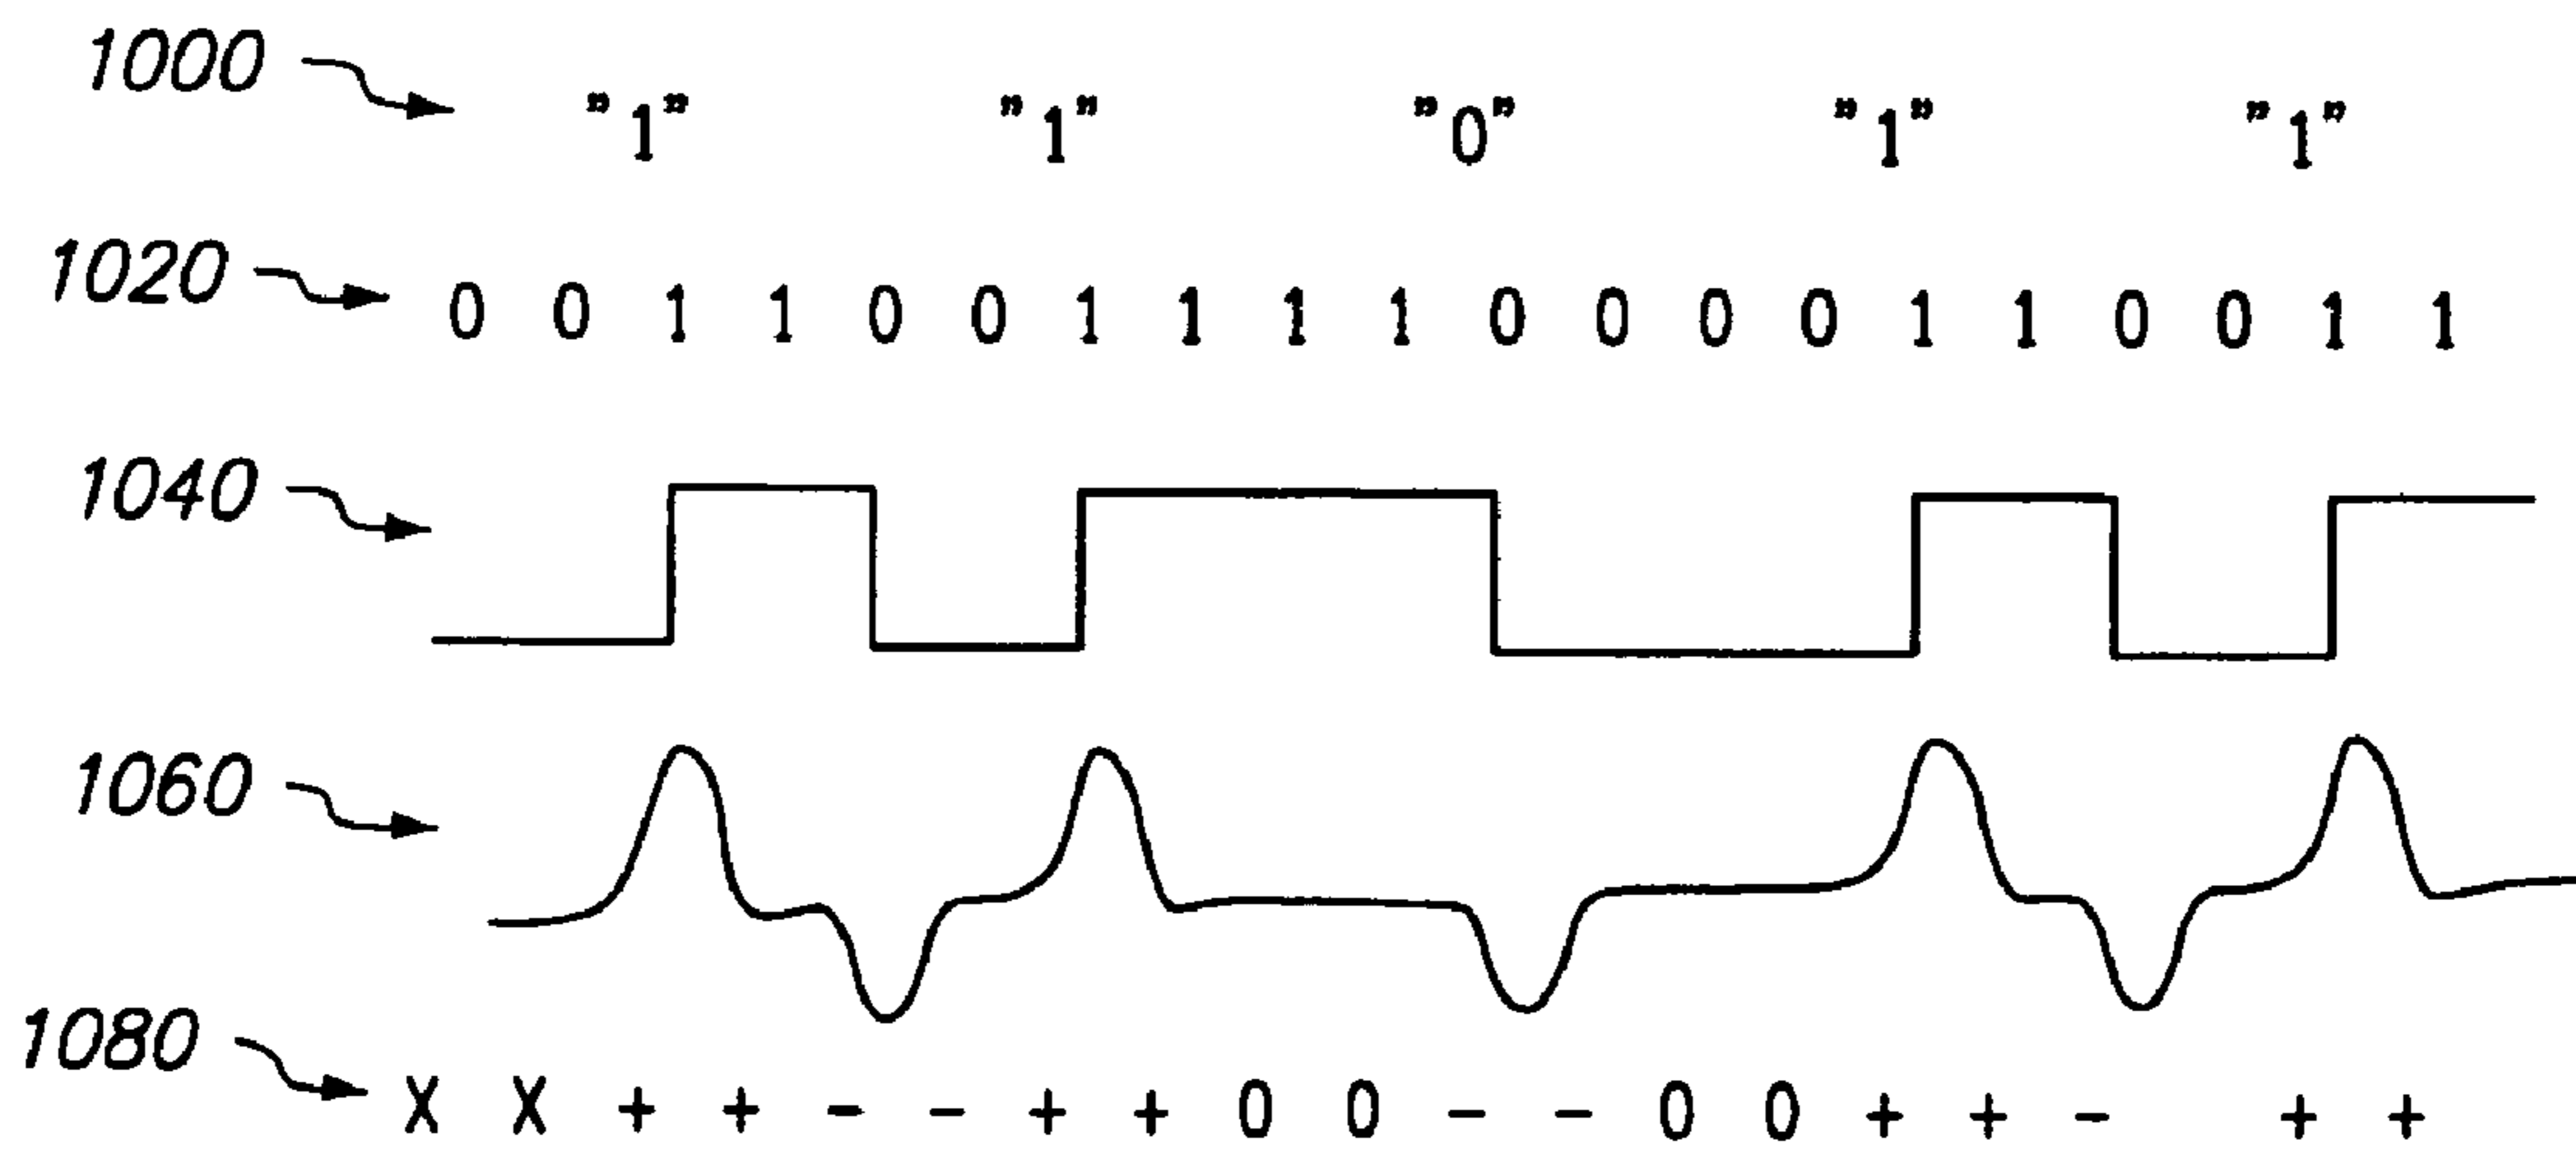 1000 "1" "1" "0" "1" "1"
1020 0 0 1 1 0 0 1 1 1 1 0 0 0 0 1 1 0 0 1 1
1040
1060
1080 X X + + - - + + 0 0 - - 0 0 + + - + +